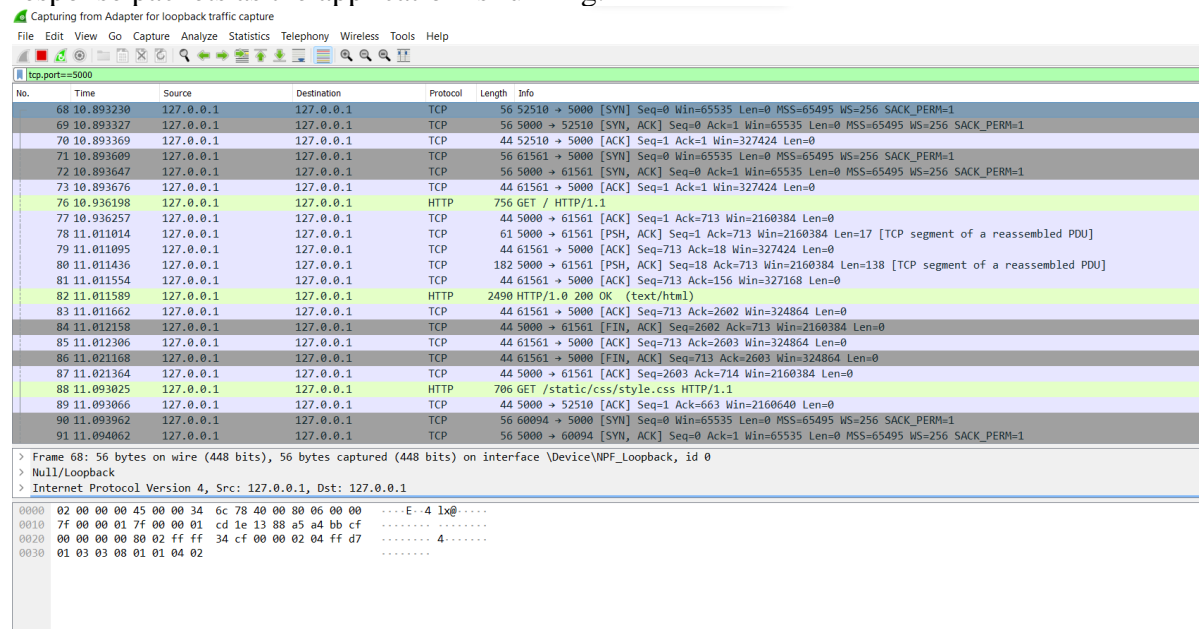 Capturing from Adapter for loopback traffic capture
File Edit View Go Capture Analyze Statistics Telephony Wireless Tools Help
tcp.port==5000
No. Time Source Destination Protocol Length Info
68 10.893230 127.0.0.1 127.0.0.1 TCP 56 52510 → 5000 [SYN] Seq=0 Win=65535 Len=0 MSS=65495 WS=256 SACK_PERM=1
69 10.893327 127.0.0.1 127.0.0.1 TCP 56 5000 → 52510 [SYN, ACK] Seq=0 Ack=1 Win=65535 Len=0 MSS=65495 WS=256 SACK_PERM=1
70 10.893369 127.0.0.1 127.0.0.1 TCP 44 52510 → 5000 [ACK] Seq=1 Ack=1 Win=327424 Len=0
71 10.893609 127.0.0.1 127.0.0.1 TCP 56 61561 → 5000 [SYN] Seq=0 Win=65535 Len=0 MSS=65495 WS=256 SACK_PERM=1
72 10.893647 127.0.0.1 127.0.0.1 TCP 56 5000 → 61561 [SYN, ACK] Seq=0 Ack=1 Win=65535 Len=0 MSS=65495 WS=256 SACK_PERM=1
73 10.893676 127.0.0.1 127.0.0.1 TCP 44 61561 → 5000 [ACK] Seq=1 Ack=1 Win=327424 Len=0
76 10.936198 127.0.0.1 127.0.0.1 HTTP 756 GET / HTTP/1.1
77 10.936257 127.0.0.1 127.0.0.1 TCP 44 5000 → 61561 [ACK] Seq=1 Ack=713 Win=2160384 Len=0
78 11.011014 127.0.0.1 127.0.0.1 TCP 61 5000 → 61561 [PSH, ACK] Seq=1 Ack=713 Win=2160384 Len=17 [TCP segment of a reassembled PDU]
79 11.011095 127.0.0.1 127.0.0.1 TCP 44 61561 → 5000 [ACK] Seq=713 Ack=18 Win=327424 Len=0
80 11.011436 127.0.0.1 127.0.0.1 TCP 182 5000 → 61561 [PSH, ACK] Seq=18 Ack=713 Win=2160384 Len=138 [TCP segment of a reassembled PDU]
81 11.011554 127.0.0.1 127.0.0.1 TCP 44 61561 → 5000 [ACK] Seq=713 Ack=156 Win=327168 Len=0
82 11.011589 127.0.0.1 127.0.0.1 HTTP 2490 HTTP/1.0 200 OK (text/html)
83 11.011662 127.0.0.1 127.0.0.1 TCP 44 61561 → 5000 [ACK] Seq=713 Ack=2602 Win=324864 Len=0
84 11.012158 127.0.0.1 127.0.0.1 TCP 44 5000 → 61561 [FIN, ACK] Seq=2602 Ack=713 Win=2160384 Len=0
85 11.012306 127.0.0.1 127.0.0.1 TCP 44 61561 → 5000 [ACK] Seq=713 Ack=2603 Win=324864 Len=0
86 11.021168 127.0.0.1 127.0.0.1 TCP 44 61561 → 5000 [FIN, ACK] Seq=713 Ack=2603 Win=324864 Len=0
87 11.021364 127.0.0.1 127.0.0.1 TCP 44 5000 → 61561 [ACK] Seq=2603 Ack=714 Win=2160384 Len=0
88 11.093025 127.0.0.1 127.0.0.1 HTTP 706 GET /static/css/style.css HTTP/1.1
89 11.093066 127.0.0.1 127.0.0.1 TCP 44 5000 → 52510 [ACK] Seq=1 Ack=663 Win=2160640 Len=0
90 11.093962 127.0.0.1 127.0.0.1 TCP 56 60094 → 5000 [SYN] Seq=0 Win=65535 Len=0 MSS=65495 WS=256 SACK_PERM=1
91 11.094062 127.0.0.1 127.0.0.1 TCP 56 5000 → 60094 [SYN, ACK] Seq=0 Ack=1 Win=65535 Len=0 MSS=65495 WS=256 SACK_PERM=1
> Frame 68: 56 bytes on wire (448 bits), 56 bytes captured (448 bits) on interface \Device\NPF_Loopback, id 0
> Null/Loopback
> Internet Protocol Version 4, Src: 127.0.0.1, Dst: 127.0.0.1
0000 02 00 00 00 45 00 00 34 6c 78 40 00 80 06 00 00 ····E··4 lx@·····
0010 7f 00 00 01 7f 00 00 01 cd 1e 13 88 a5 a4 bb cf ········ ········
0020 00 00 00 00 80 02 ff ff 34 cf 00 00 02 04 ff d7 ········ 4·······
0030 01 03 03 08 01 01 04 02 ········